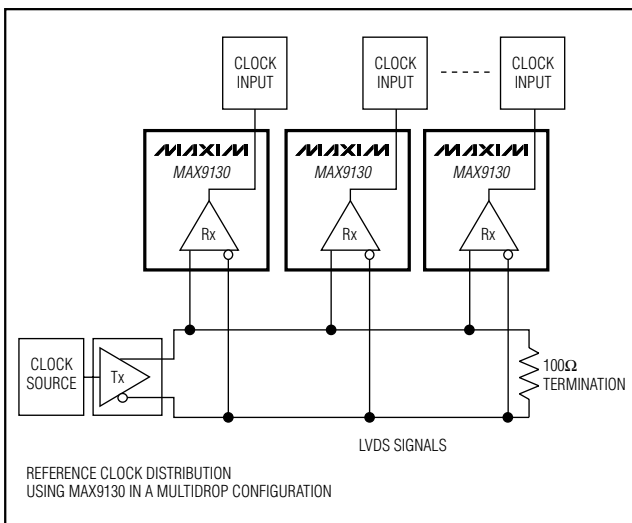 CLOCK
INPUT
CLOCK
INPUT
CLOCK
INPUT
MAXIM
MAX9130
MAXIM
MAX9130
MAXIM
MAX9130
Rx
Rx
Rx
CLOCK
SOURCE
Tx
100Ω
TERMINATION
LVDS SIGNALS
REFERENCE CLOCK DISTRIBUTION
USING MAX9130 IN A MULTIDROP CONFIGURATION